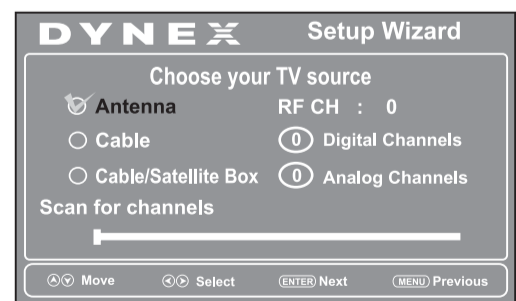 DYNEX Setup Wizard
Choose your TV source
Antenna RF CH : 0
Cable 0 Digital Channels
Cable/Satellite Box 0 Analog Channels
Scan for channels
Move Select ENTER Next MENU Previous